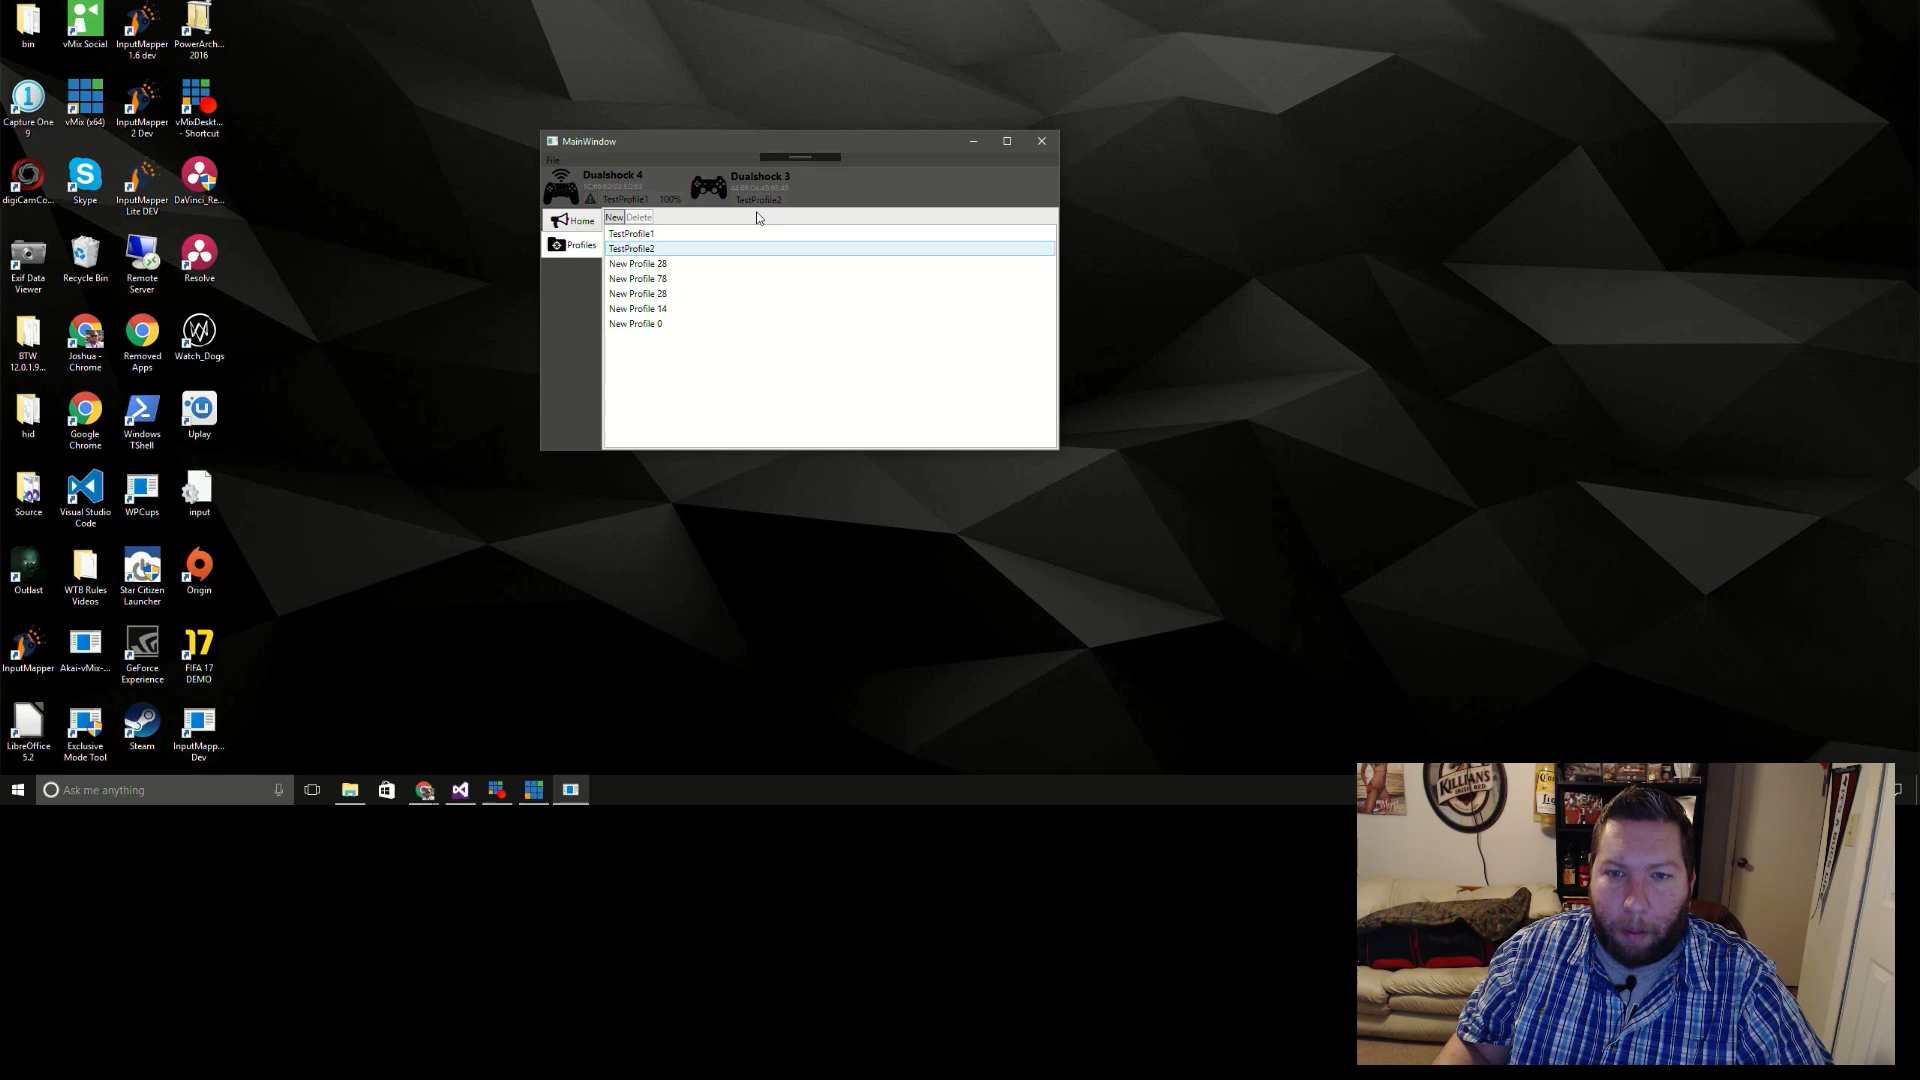 bin
vMix Social
InputMapper
1.6 dev
PowerArch...
2016
Capture One
9
vMix (x64)
InputMapper
2 Dev
vMixDeskt...
- Shortcut
digiCamCo...
Skype
InputMapper
Lite DEV
DaVinci_Re...
Exif Data
Viewer
Recycle Bin
Remote
Server
Resolve
BTW
12.0.1.9...
Joshua -
Chrome
Removed
Apps
Watch_Dogs
hid
Google
Chrome
Windows
TShell
Uplay
Source
Visual Studio
Code
WPCups
input
Outlast
WTB Rules
Videos
Star Citizen
Launcher
Origin
InputMapper
Akai-vMix-...
GeForce
Experience
17
FIFA 17
DEMO
LibreOffice
5.2
Exclusive
Mode Tool
Steam
InputMapp...
Dev
MainWindow
File
Dualshock 4
TestProfile1 100%
Dualshock 3
TestProfile2
Home
Profiles
New Delete
TestProfile1
TestProfile2
New Profile 28
New Profile 78
New Profile 28
New Profile 14
New Profile 0
Ask me anything
KILLIAN'S
IRISH RED